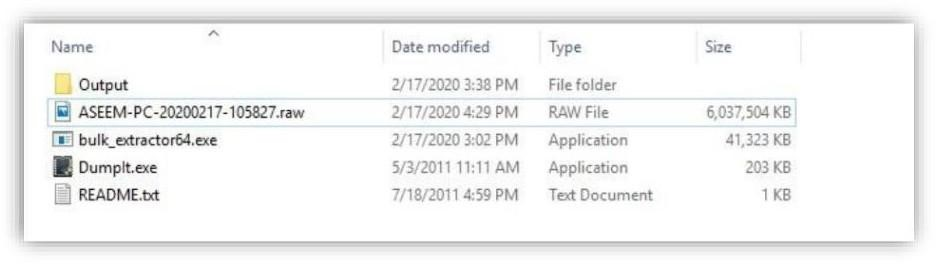 Name Date modified Type Size
Output 2/17/2020 3:38 PM File folder
ASEEM-PC-20200217-105827.raw 2/17/2020 4:29 PM RAW File 6,037,504 KB
bulk_extractor64.exe 2/17/2020 3:02 PM Application 41,323 KB
DumpIt.exe 5/3/2011 11:11 AM Application 203 KB
README.txt 7/18/2011 4:59 PM Text Document 1 KB